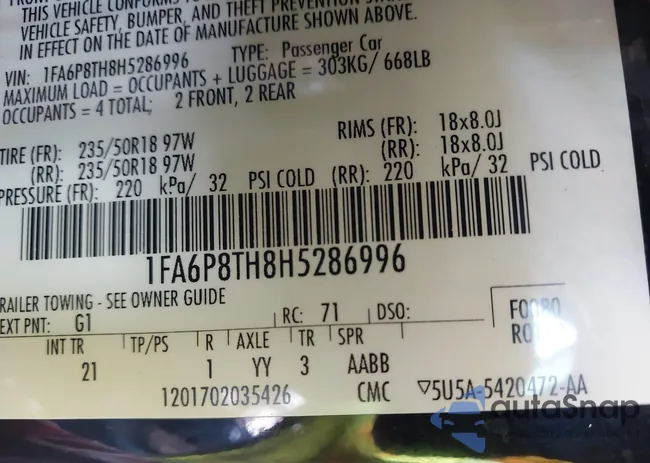 THIS VEHICLE CONFORMS TO
VEHICLE SAFETY, BUMPER, AND THEFT PREVENTION
IN EFFECT ON THE DATE OF MANUFACTURE SHOWN ABOVE.
VIN: 1FA6P8TH8H5286996 TYPE: Passenger Car
MAXIMUM LOAD = OCCUPANTS + LUGGAGE = 303KG/ 668LB
OCCUPANTS = 4 TOTAL; 2 FRONT, 2 REAR
TIRE (FR): 235/50R18 97W RIMS (FR): 18x8.0J
(RR): 235/50R18 97W (RR): 18x8.0J
PRESSURE (FR): 220 kPa/ 32 PSI COLD (RR): 220 kPa/ 32 PSI COLD
1FA6P8TH8H5286996
RAILER TOWING - SEE OWNER GUIDE
EXT PNT: G1 RC: 71 DSO:
INT TR TP/PS R AXLE TR SPR
21 1 YY 3 AABB
1201702035426 CMC ▽5U5A-5420472-AA
autoSnap